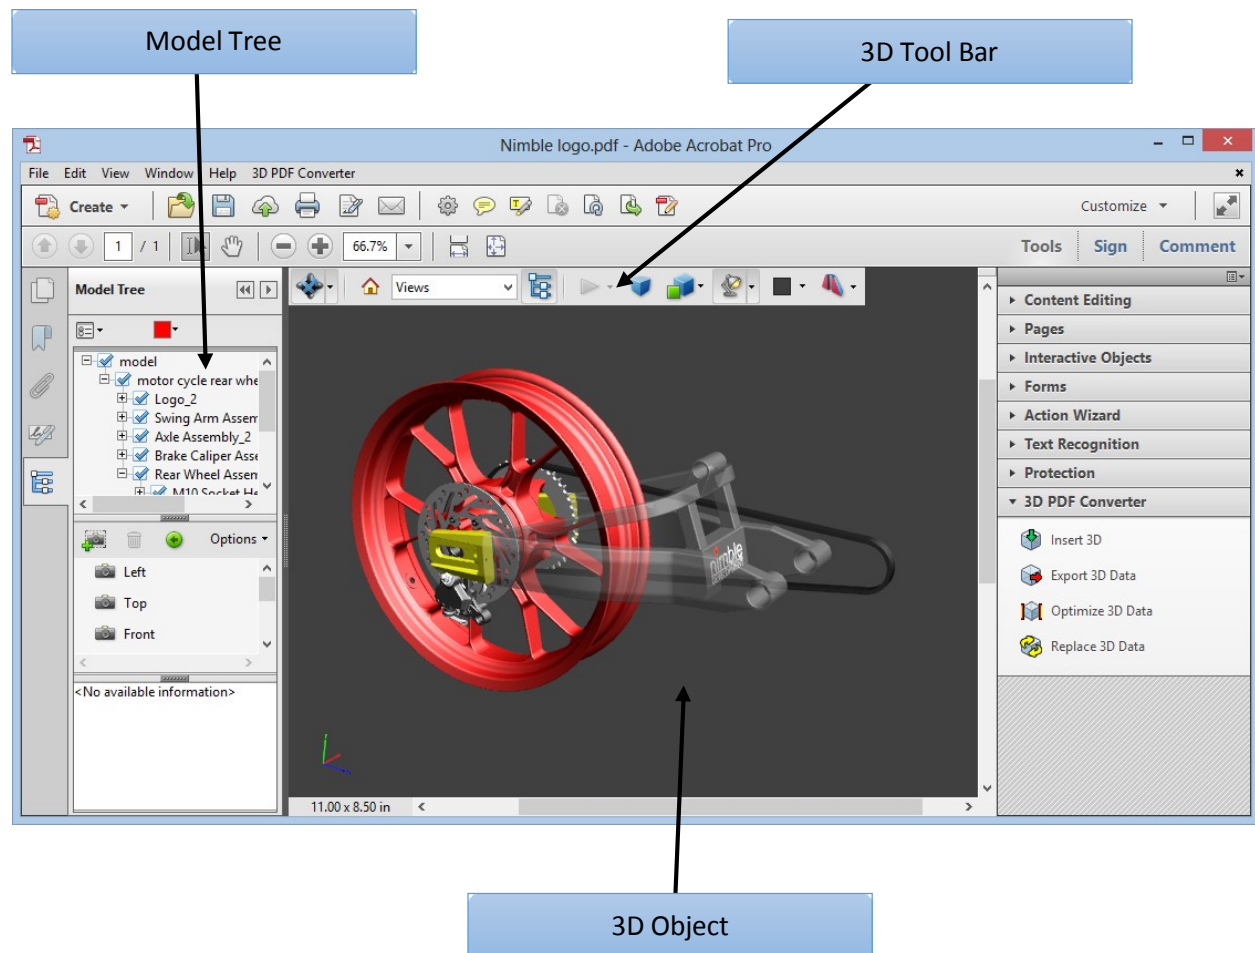 Model Tree
3D Tool Bar
Nimble logo.pdf - Adobe Acrobat Pro
File Edit View Window Help 3D PDF Converter
Create
Customize
1 / 1
66.7%
Tools Sign Comment
Model Tree
Views
model
motor cycle rear whe
Logo_2
Swing Arm Assem
Axle Assembly_2
Brake Caliper Asse
Rear Wheel Assem
M10 Socket He
Options
Left
Top
Front
<No available information>
nimble
11.00 x 8.50 in
Content Editing
Pages
Interactive Objects
Forms
Action Wizard
Text Recognition
Protection
3D PDF Converter
Insert 3D
Export 3D Data
Optimize 3D Data
Replace 3D Data
3D Object